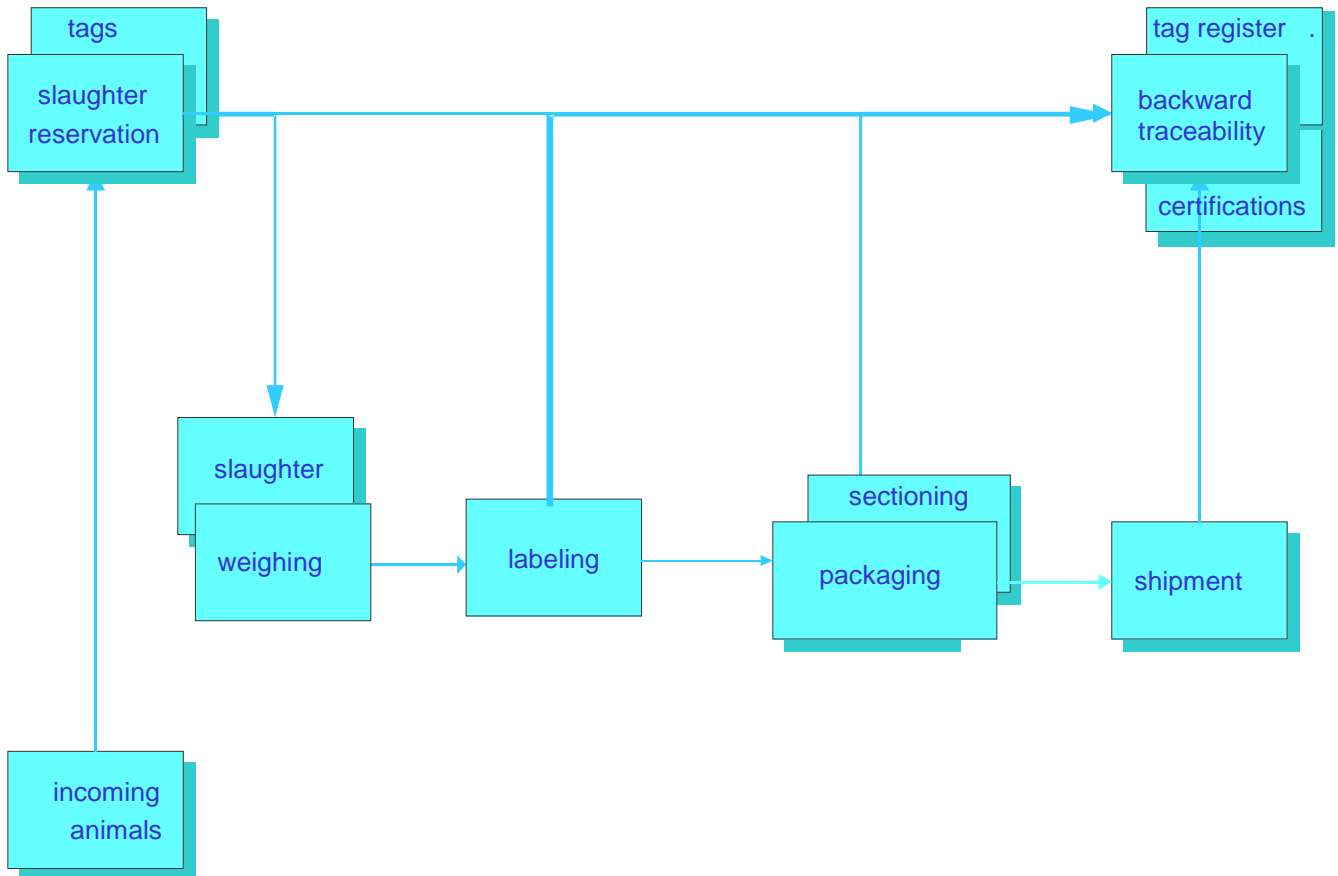 tags
slaughter
reservation
tag register .
backward
traceability
certifications
slaughter
weighing
labeling
sectioning
packaging
shipment
incoming
animals